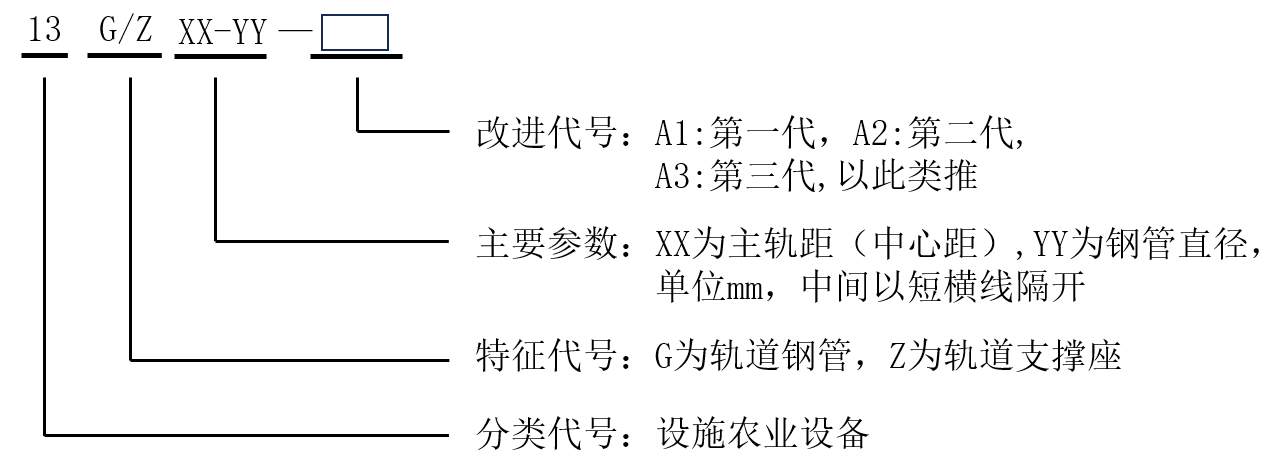 13 G/Z XX-YY—
改进代号：A1:第一代，A2:第二代,
A3:第三代,以此类推
主要参数：XX为主轨距（中心距）,YY为钢管直径，
单位mm，中间以短横线隔开
特征代号：G为轨道钢管，Z为轨道支撑座
分类代号：设施农业设备